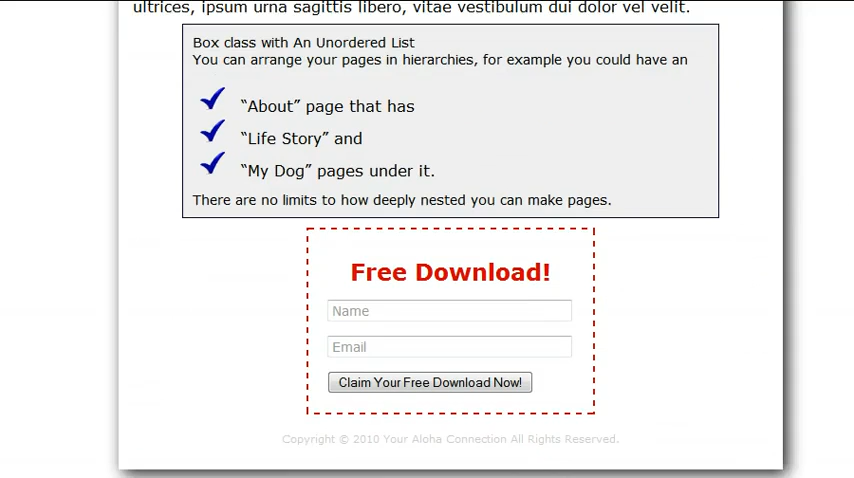 ultrices, ipsum urna sagittis libero, vitae vestibulum dui dolor vel velit.
Box class with An Unordered List
You can arrange your pages in hierarchies, for example you could have an
“About” page that has
“Life Story” and
“My Dog” pages under it.
There are no limits to how deeply nested you can make pages.
Free Download!
Name
Email
Claim Your Free Download Now!
Copyright © 2010 Your Aloha Connection All Rights Reserved.